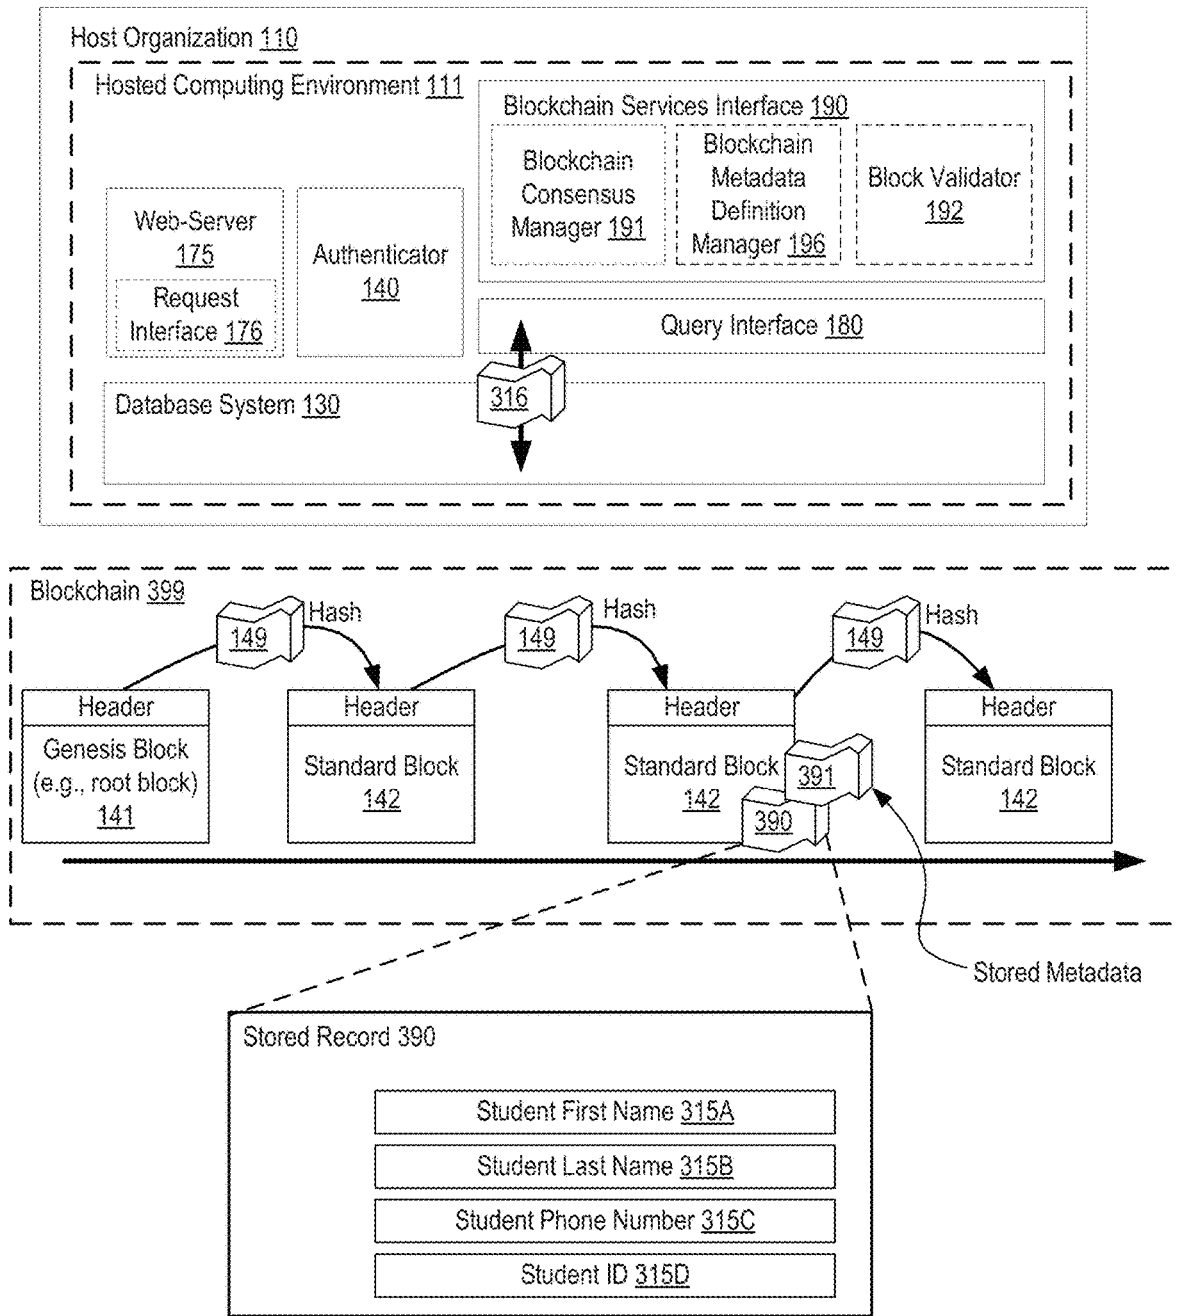 Host Organization 110
Hosted Computing Environment 111
Blockchain Services Interface 190
Blockchain
Consensus
Manager 191
Blockchain
Metadata
Definition
Manager 196
Block Validator
192
Web-Server
175
Request
Interface 176
Authenticator
140
Query Interface 180
316
Database System 130
Blockchain 399
149
Hash
149
Hash
149
Hash
Header
Genesis Block
(e.g., root block)
141
Header
Standard Block
142
Header
Standard Block
142
391
390
Header
Standard Block
142
Stored Metadata
Stored Record 390
Student First Name 315A
Student Last Name 315B
Student Phone Number 315C
Student ID 315D